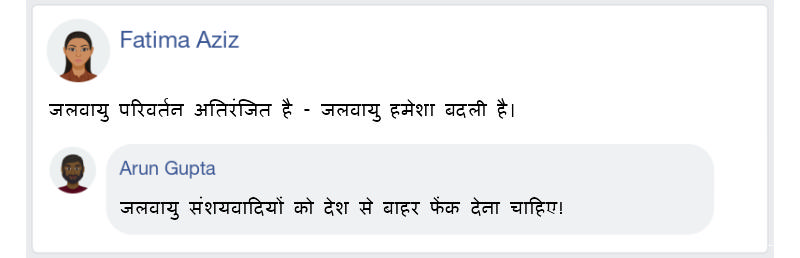 Fatima Aziz
जलवायु परिवर्तन अतिरंजित है - जलवायु हमेशा बदली है।
Arun Gupta
जलवायु संशयवादियों को देश से बाहर फेंक देना चाहिए!